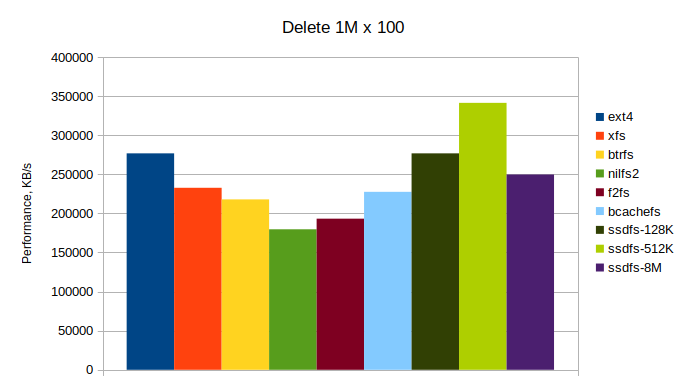 Delete 1M x 100
400000
350000
300000
250000
200000
150000
100000
50000
0
Performance, KB/s
ext4
xfs
btrfs
nilfs2
f2fs
bcachefs
ssdfs-128K
ssdfs-512K
ssdfs-8M